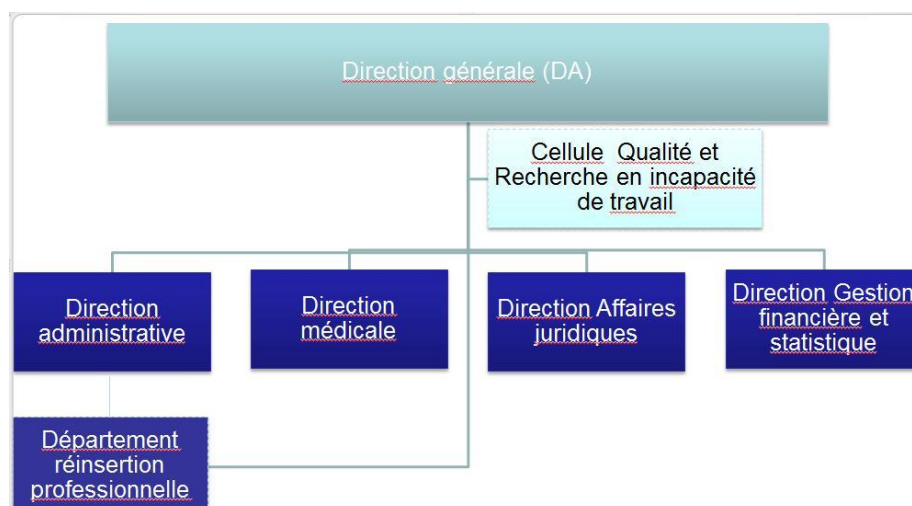 Direction générale (DA)
Cellule Qualité et
Recherche en incapacité
de travail
Direction
administrative
Direction
médicale
Direction Affaires
juridiques
Direction Gestion
financière et
statistique
Département
réinsertion
professionnelle